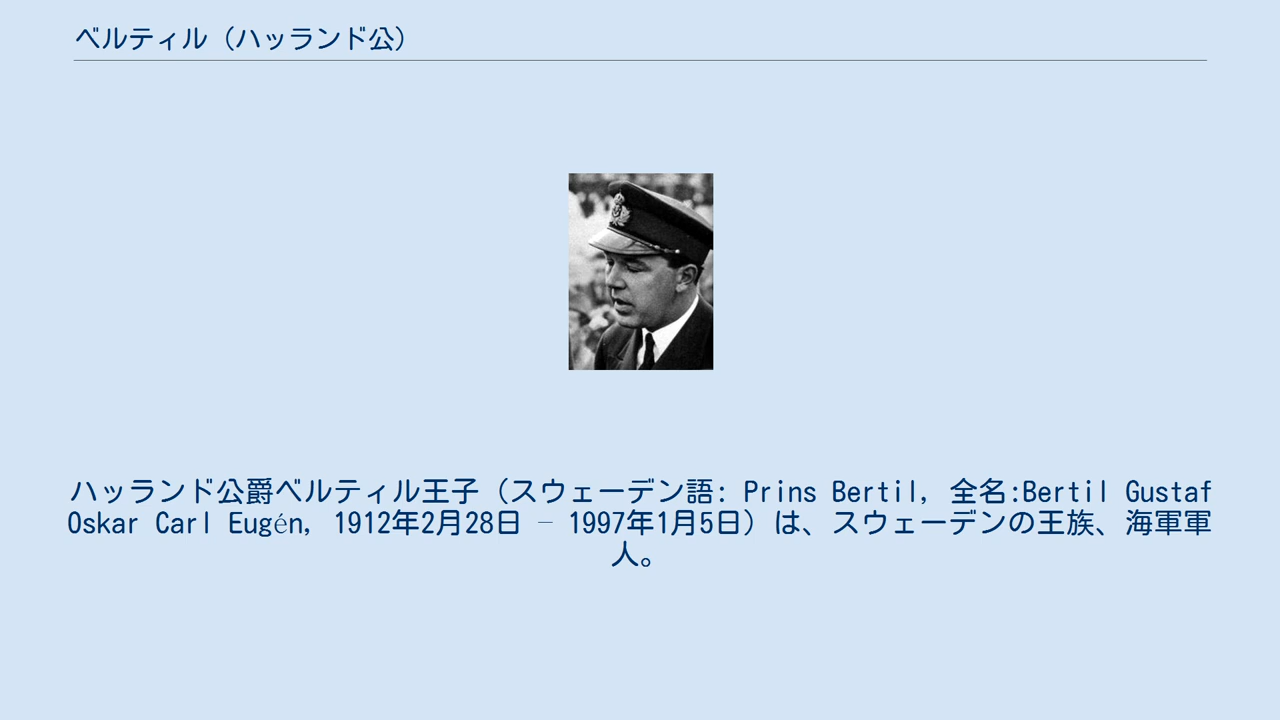 ベルティル（ハッランド公）
ハッランド公爵ベルティル王子（スウェーデン語: Prins Bertil, 全名:Bertil Gustaf
Oskar Carl Eugén, 1912年2月28日 – 1997年1月5日）は、スウェーデンの王族、海軍軍
人。